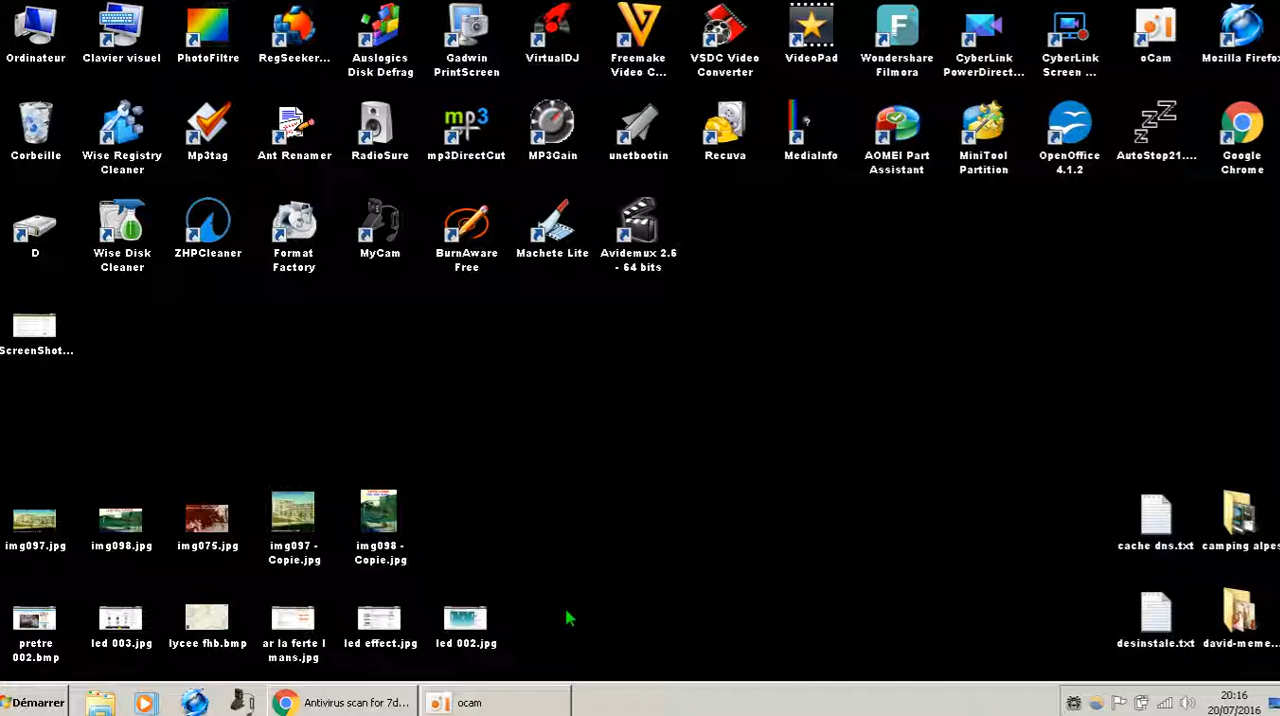 Ordinateur
Clavier visuel
PhotoFiltre
RegSeeker...
Auslogics
Disk Defrag
Gadwin
PrintScreen
VirtualDJ
Freemake
Video C...
VSDC Video
Converter
VideoPad
Wondershare
Filmora
CyberLink
PowerDirect...
CyberLink
Screen ...
oCam
Mozilla Firefox
Corbeille
Wise Registry
Cleaner
Mp3tag
Ant Renamer
RadioSure
mp3
mp3DirectCut
MP3Gain
unetbootin
Recuva
MediaInfo
AOMEI Part
Assistant
MiniTool
Partition
OpenOffice
4.1.2
AutoStop21....
Google
Chrome
D
Wise Disk
Cleaner
ZHPCleaner
Format
Factory
MyCam
BurnAware
Free
Machete Lite
Avidemux 2.6
- 64 bits
ScreenShot...
img097.jpg
img098.jpg
img075.jpg
img097 -
Copie.jpg
img098 -
Copie.jpg
cache dns.txt
camping alpes
pretre
002.bmp
led 003.jpg
lycee fhb.bmp
ar la ferte l
mans.jpg
led effect.jpg
led 002.jpg
desinstale.txt
david-meme...
Démarrer
Antivirus scan for 7d...
ocam
20:16
20/07/2016